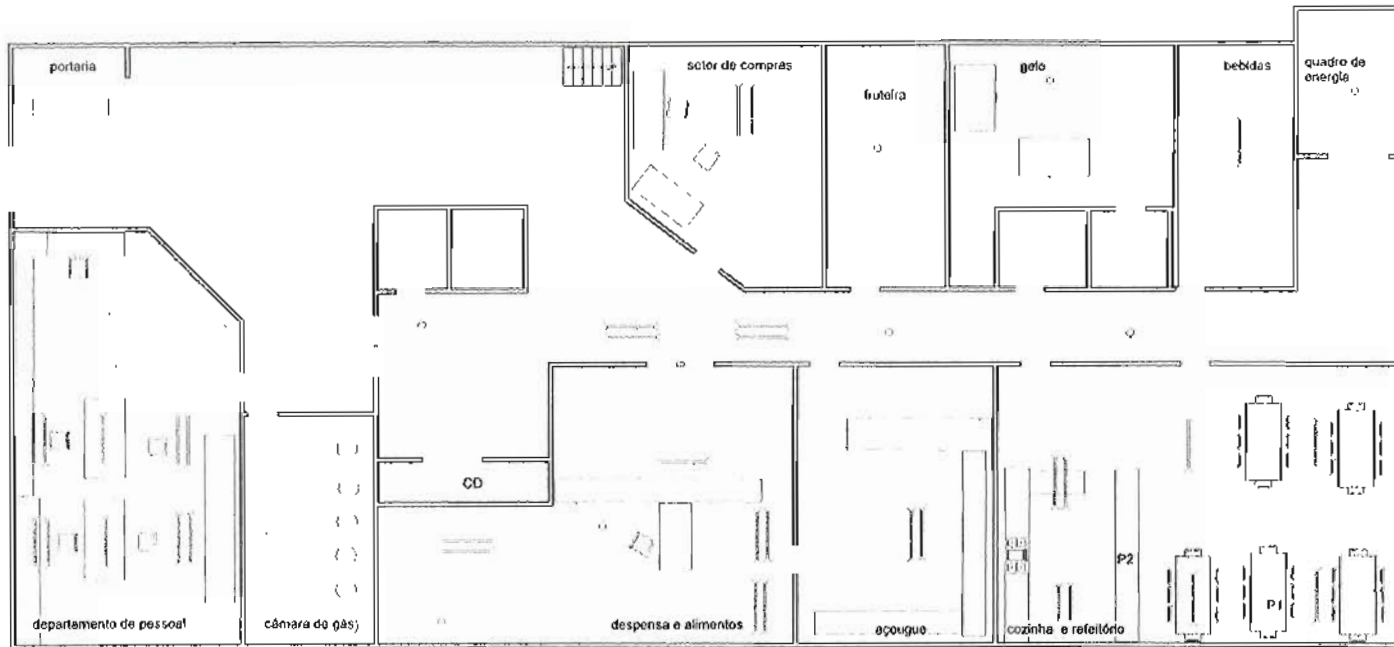 portaria
setor de compras
fruteira
gelo
bebidas
quadro de
energia
CD
P2
P1
departamento de pessoal
câmara de gás)
despensa e alimentos
açougue
cozinha e refeitório